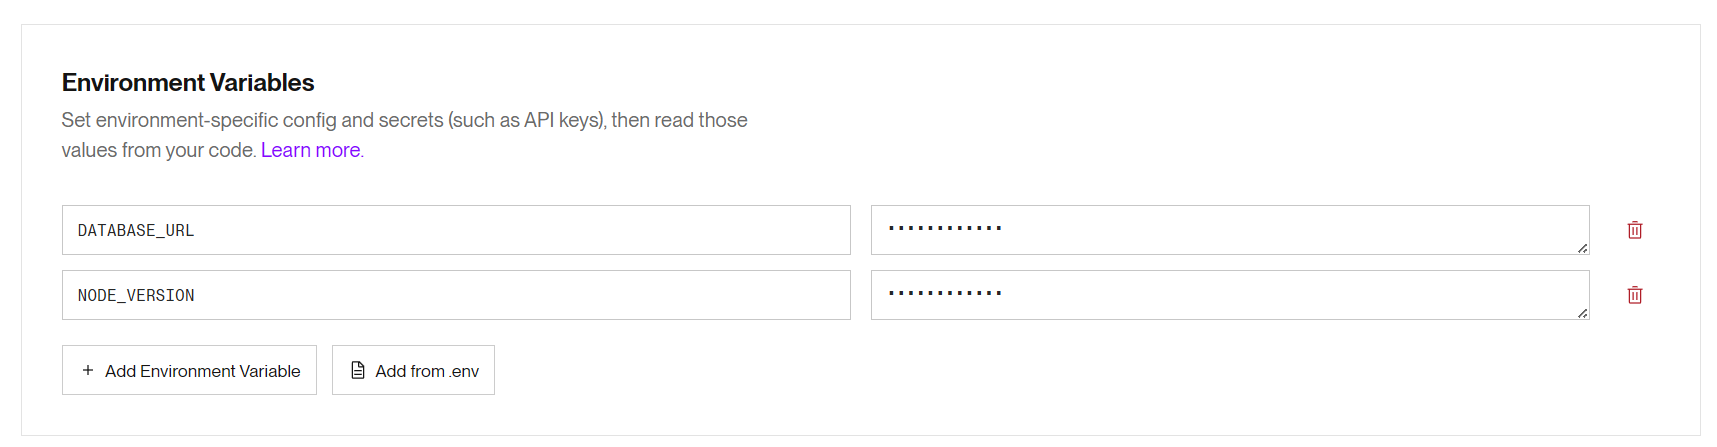 Environment Variables
Set environment-specific config and secrets (such as API keys), then read those
values from your code. Learn more.
DATABASE_URL ············
NODE_VERSION ············
+ Add Environment Variable Add from .env